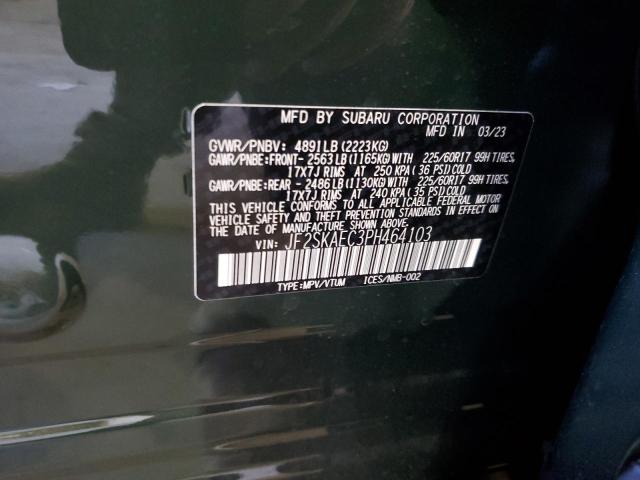 MFD BY SUBARU CORPORATION
MFD IN 03/23
GVWR/PNBV: 4891LB(2223KG)
GAWR/PNBE:FRONT- 2563LB(1165KG)WITH 225/60R17 99H TIRES,
17X7J RIMS AT 250 KPA (36 PSI)COLD
GAWR/PNBE:REAR - 2486LB(1130KG)WITH 225/60R17 99H TIRES,
17X7J RIMS AT 240 KPA (35 PSI)COLD
THIS VEHICLE CONFORMS TO ALL APPLICABLE FEDERAL MOTOR
VEHICLE SAFETY AND THEFT PREVENTION STANDARDS IN EFFECT ON
THE DATE OF MANUFACTURE SHOWN ABOVE.
VIN: JF2SKAEC3PH464103
TYPE:MPV/VTUM ICES/NMB-002